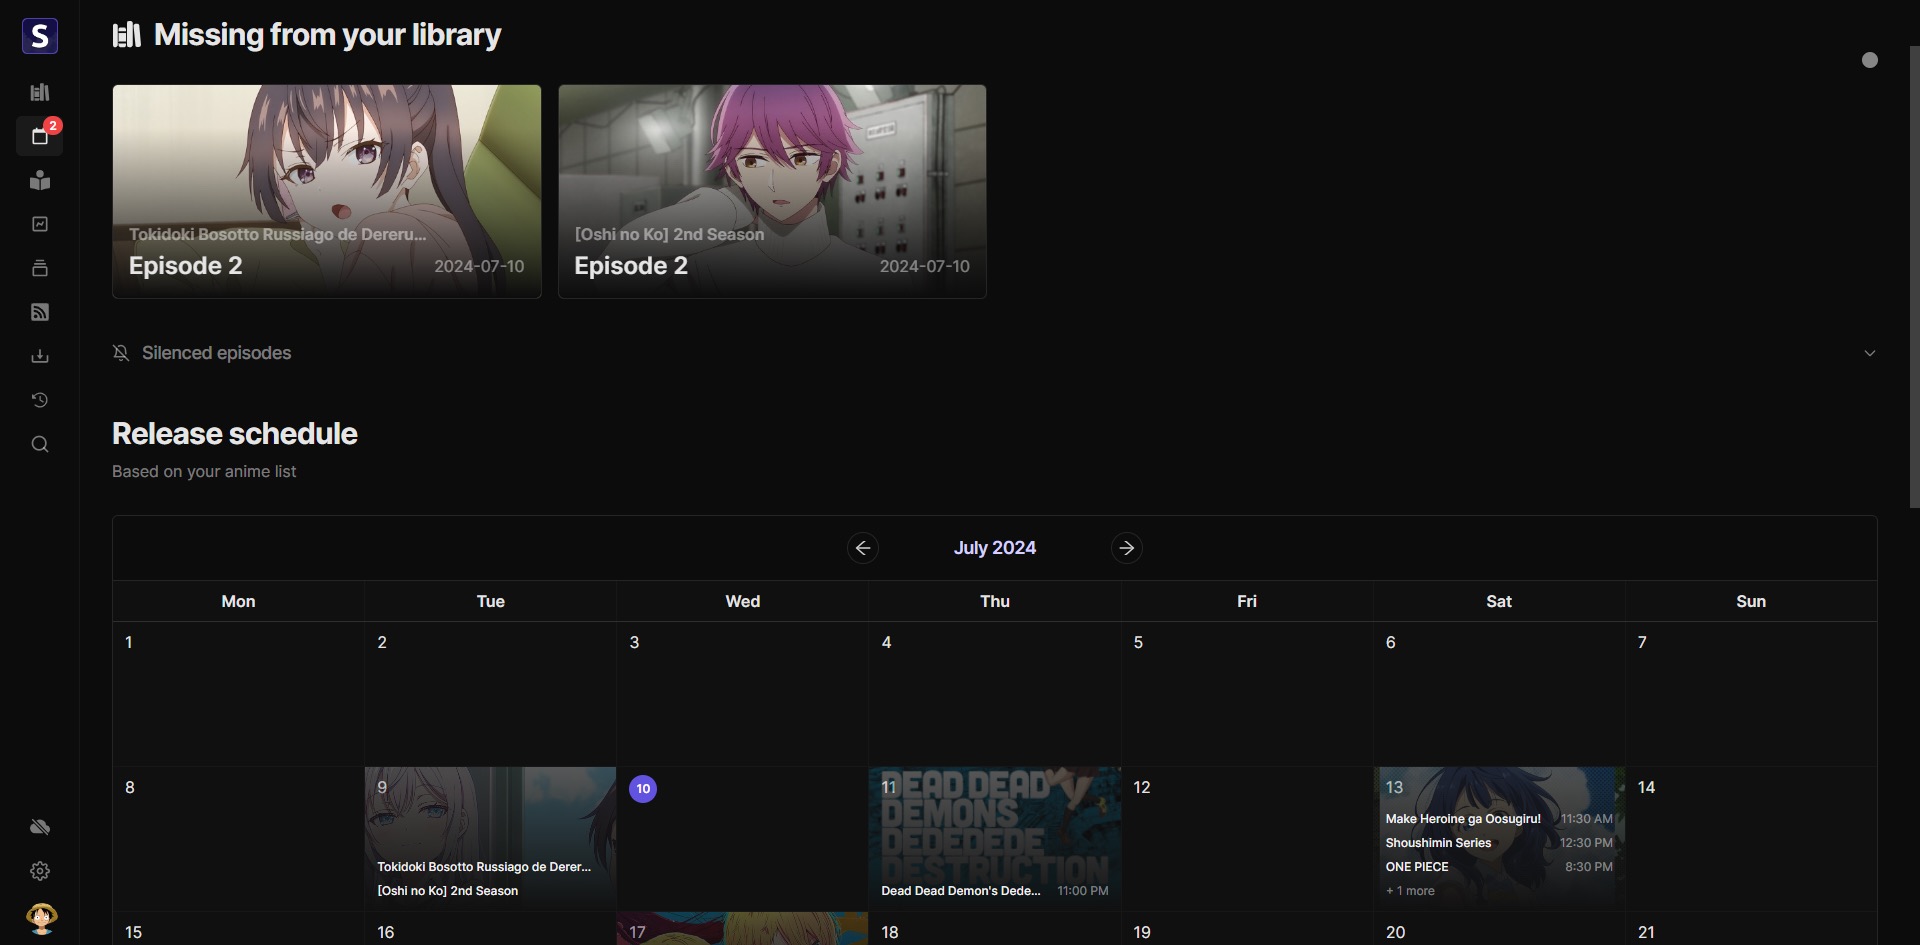 S
Missing from your library
2
Tokidoki Bosotto Russiago de Dereru...
Episode 2
2024-07-10
[Oshi no Ko] 2nd Season
Episode 2
2024-07-10
Silenced episodes
Release schedule
Based on your anime list
July 2024
Mon Tue Wed Thu Fri Sat Sun
1 2 3 4 5 6 7
8
9
Tokidoki Bosotto Russiago de Derer...
[Oshi no Ko] 2nd Season
10
11
DEAD DEAD
DEMONS
DEDEDEDE
DESTRUCTION
Dead Dead Demon's Dede... 11:00 PM
12
13
Make Heroine ga Oosugiru! 11:30 AM
Shoushimin Series 12:30 PM
ONE PIECE 8:30 PM
+ 1 more
14
15 16 17 18 19 20 21